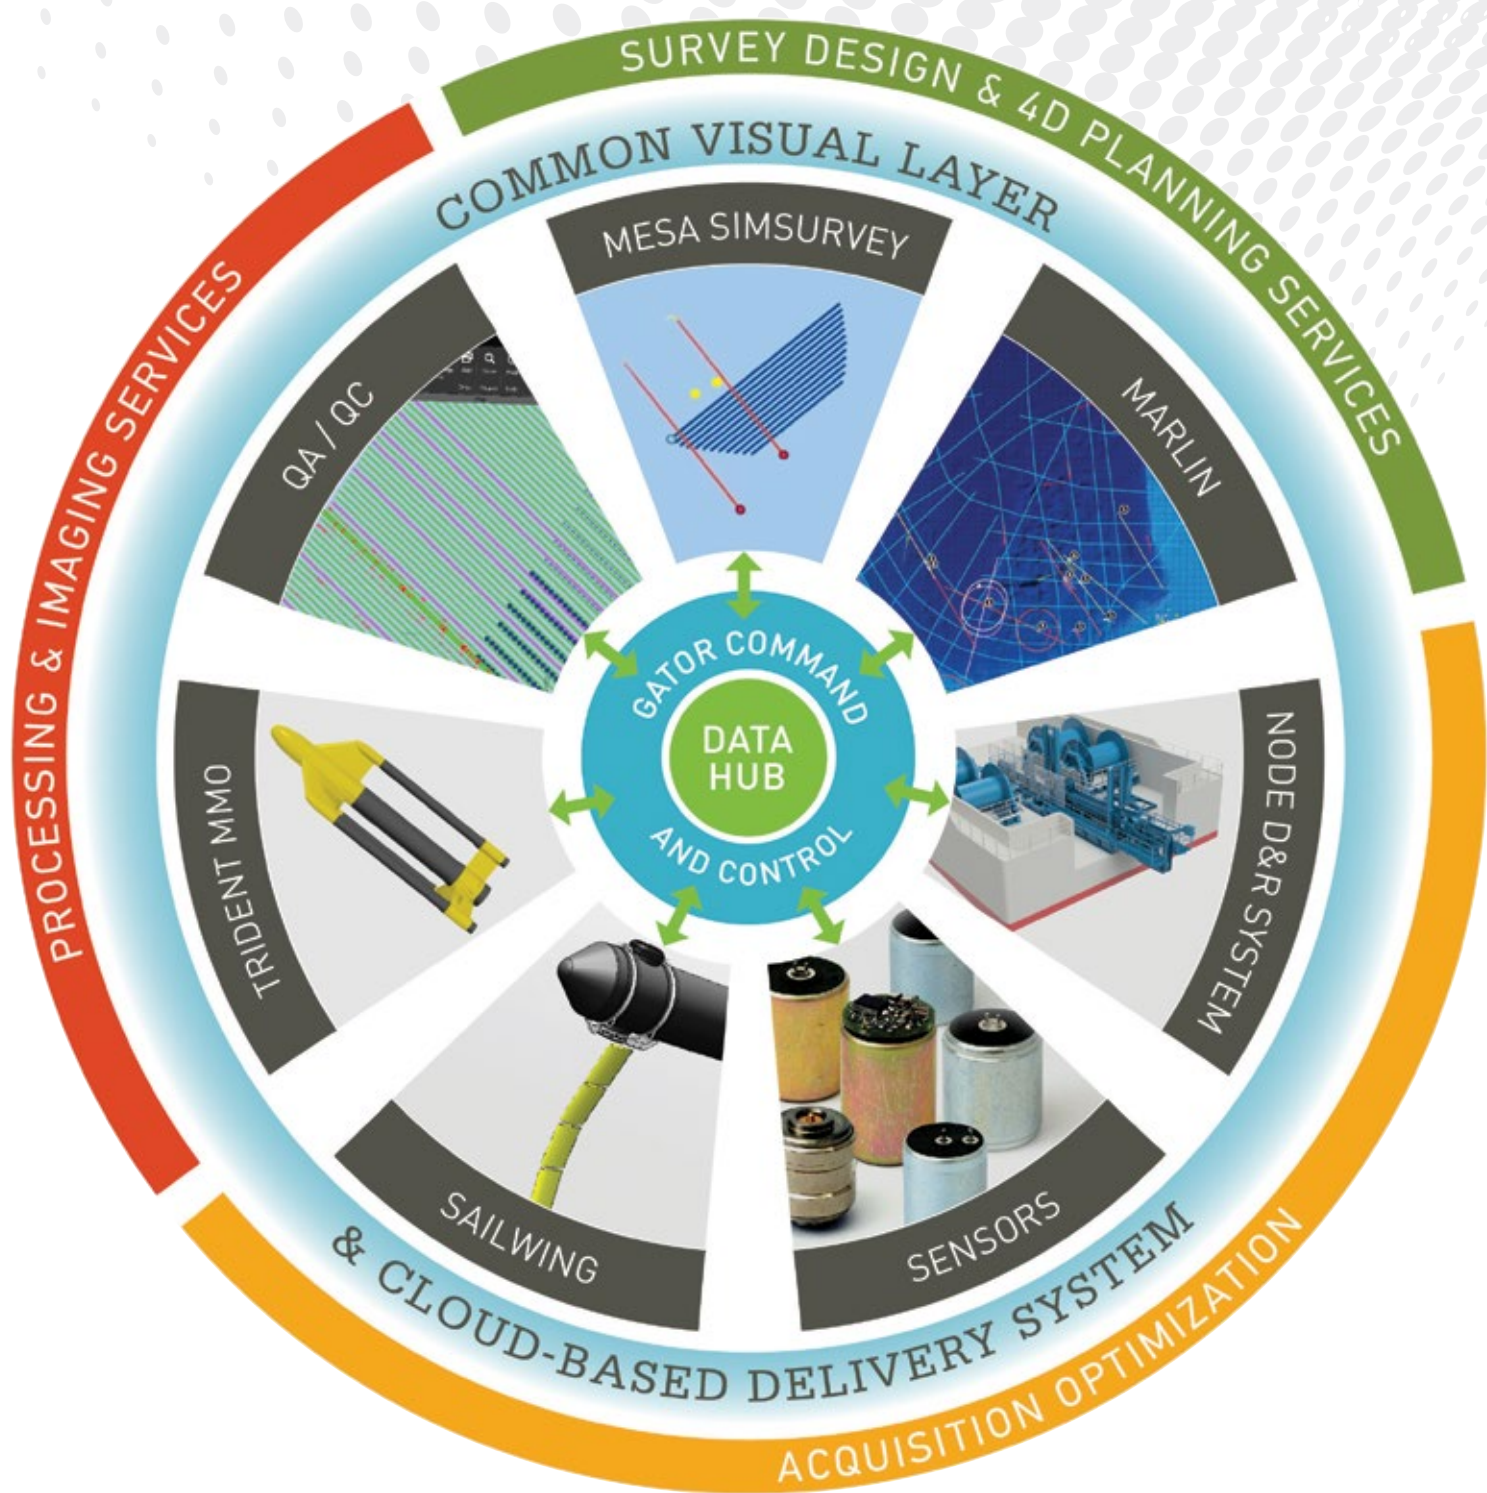 SURVEY DESIGN & 4D PLANNING SERVICES
COMMON VISUAL LAYER
MESA SIMSURVEY
MARLIN
NODE D&R SYSTEM
SENSORS
SAILWING
TRIDENT MMO
QA / QC
GATOR COMMAND
AND CONTROL
DATA
HUB
& CLOUD-BASED DELIVERY SYSTEM
ACQUISITION OPTIMIZATION
PROCESSING & IMAGING SERVICES